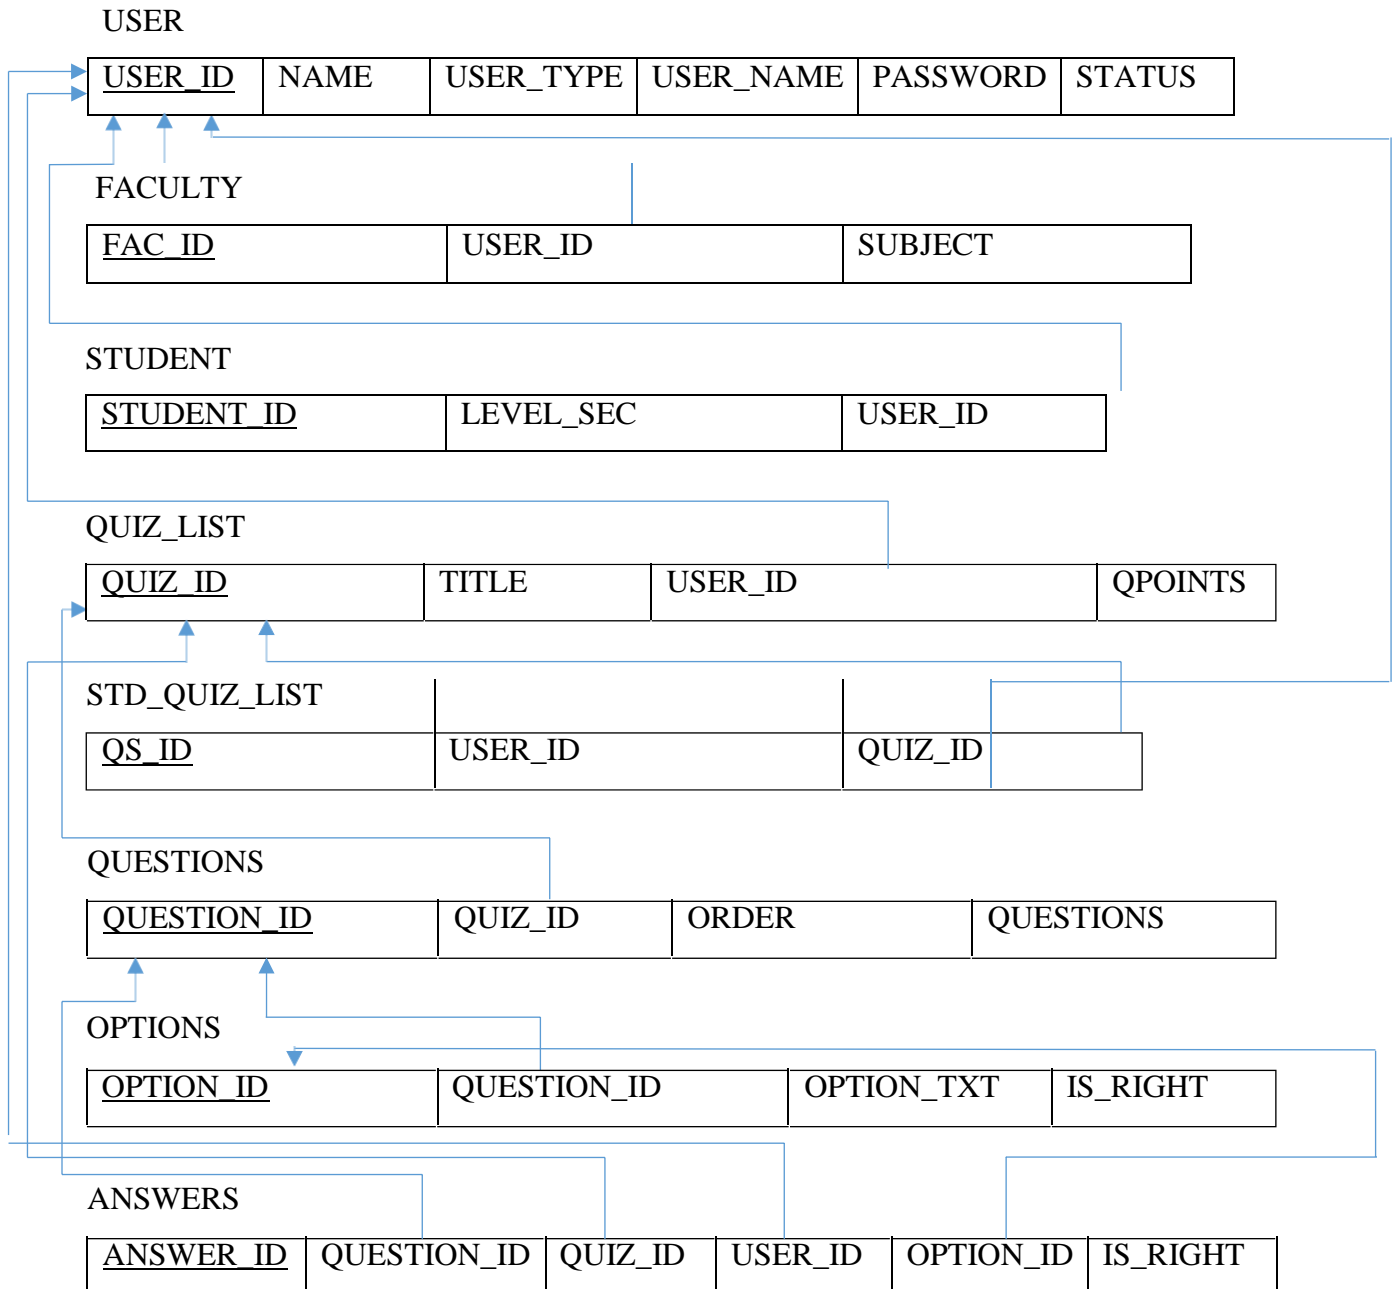 USER
USER_ID NAME USER_TYPE USER_NAME PASSWORD STATUS
FACULTY
FAC_ID USER_ID SUBJECT
STUDENT
STUDENT_ID LEVEL_SEC USER_ID
QUIZ_LIST
QUIZ_ID TITLE USER_ID QPOINTS
STD_QUIZ_LIST
QS_ID USER_ID QUIZ_ID
QUESTIONS
QUESTION_ID QUIZ_ID ORDER QUESTIONS
OPTIONS
OPTION_ID QUESTION_ID OPTION_TXT IS_RIGHT
ANSWERS
ANSWER_ID QUESTION_ID QUIZ_ID USER_ID OPTION_ID IS_RIGHT